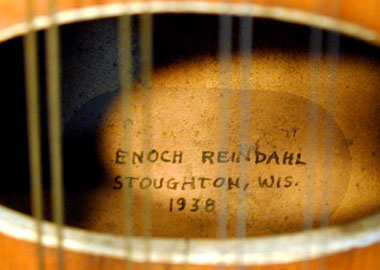 ENOCH REINDAHL
STOUGHTON, WIS.
1938